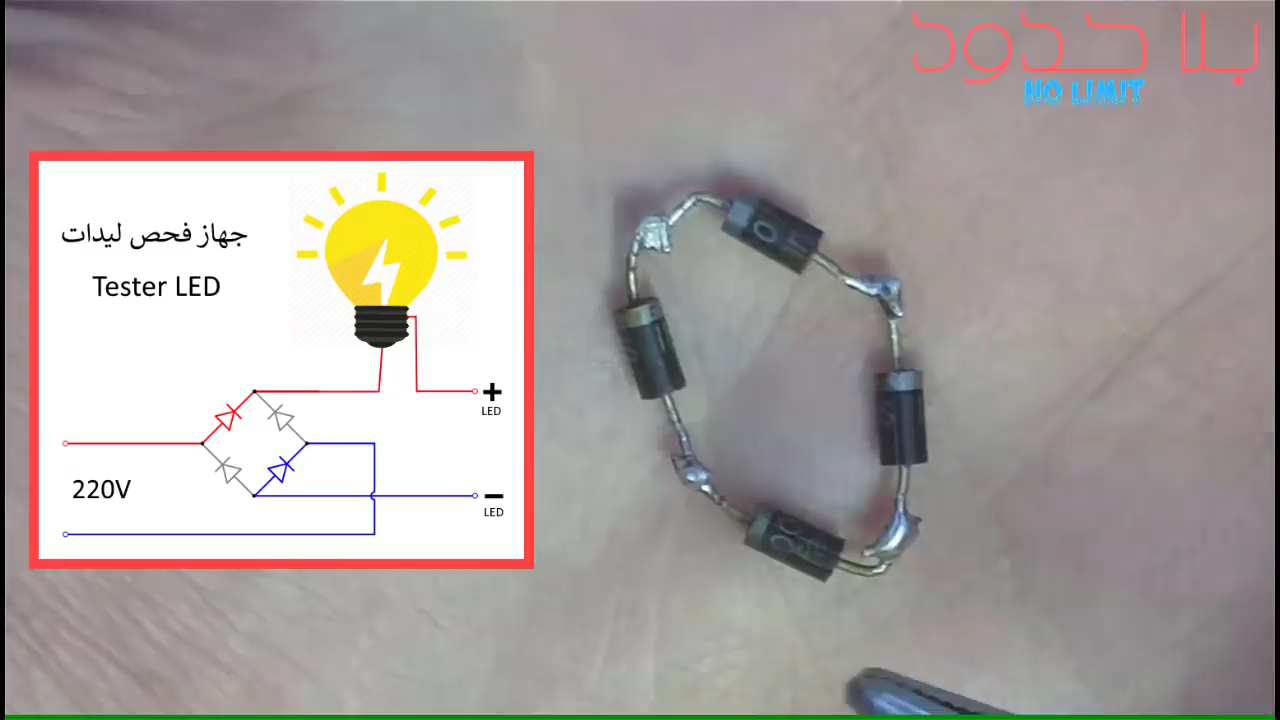 بلا حدود
NO LIMIT
جهاز فحص ليدات
Tester LED
+
LED
220V
−
LED